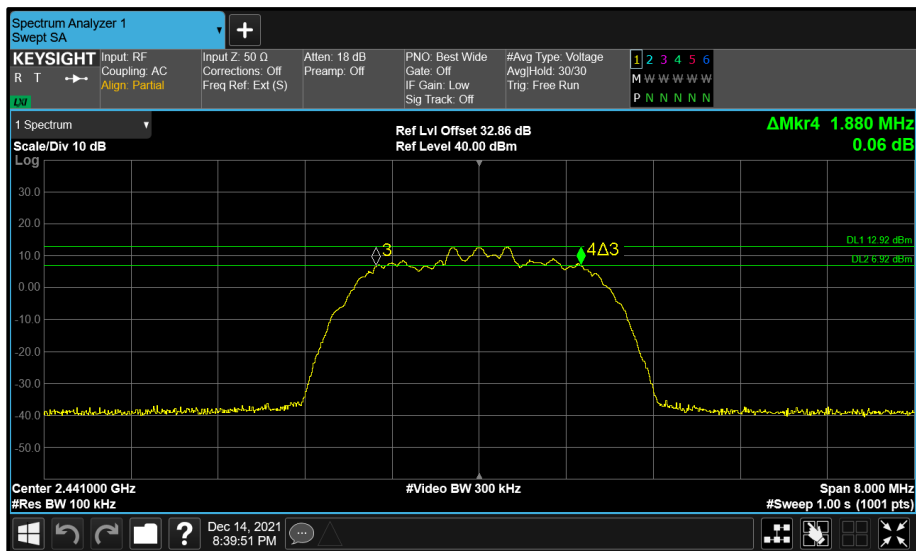 Spectrum Analyzer 1
Swept SA
KEYSIGHT
R T
LXI
Input: RF
Coupling: AC
Align: Partial
Input Z: 50 Ω
Corrections: Off
Freq Ref: Ext (S)
Atten: 18 dB
Preamp: Off
PNO: Best Wide
Gate: Off
IF Gain: Low
Sig Track: Off
#Avg Type: Voltage
Avg|Hold: 30/30
Trig: Free Run
1 2 3 4 5 6
M W W W W W
P N N N N N
1 Spectrum
Scale/Div 10 dB
Ref Lvl Offset 32.86 dB
Ref Level 40.00 dBm
ΔMkr4 1.880 MHz
0.06 dB
Log
30.0
20.0
10.0
0.00
-10.0
-20.0
-30.0
-40.0
-50.0
3
4Δ3
DL1 12.92 dBm
DL2 6.92 dBm
Center 2.441000 GHz
#Video BW 300 kHz
Span 8.000 MHz
#Res BW 100 kHz
#Sweep 1.00 s (1001 pts)
Dec 14, 2021
8:39:51 PM